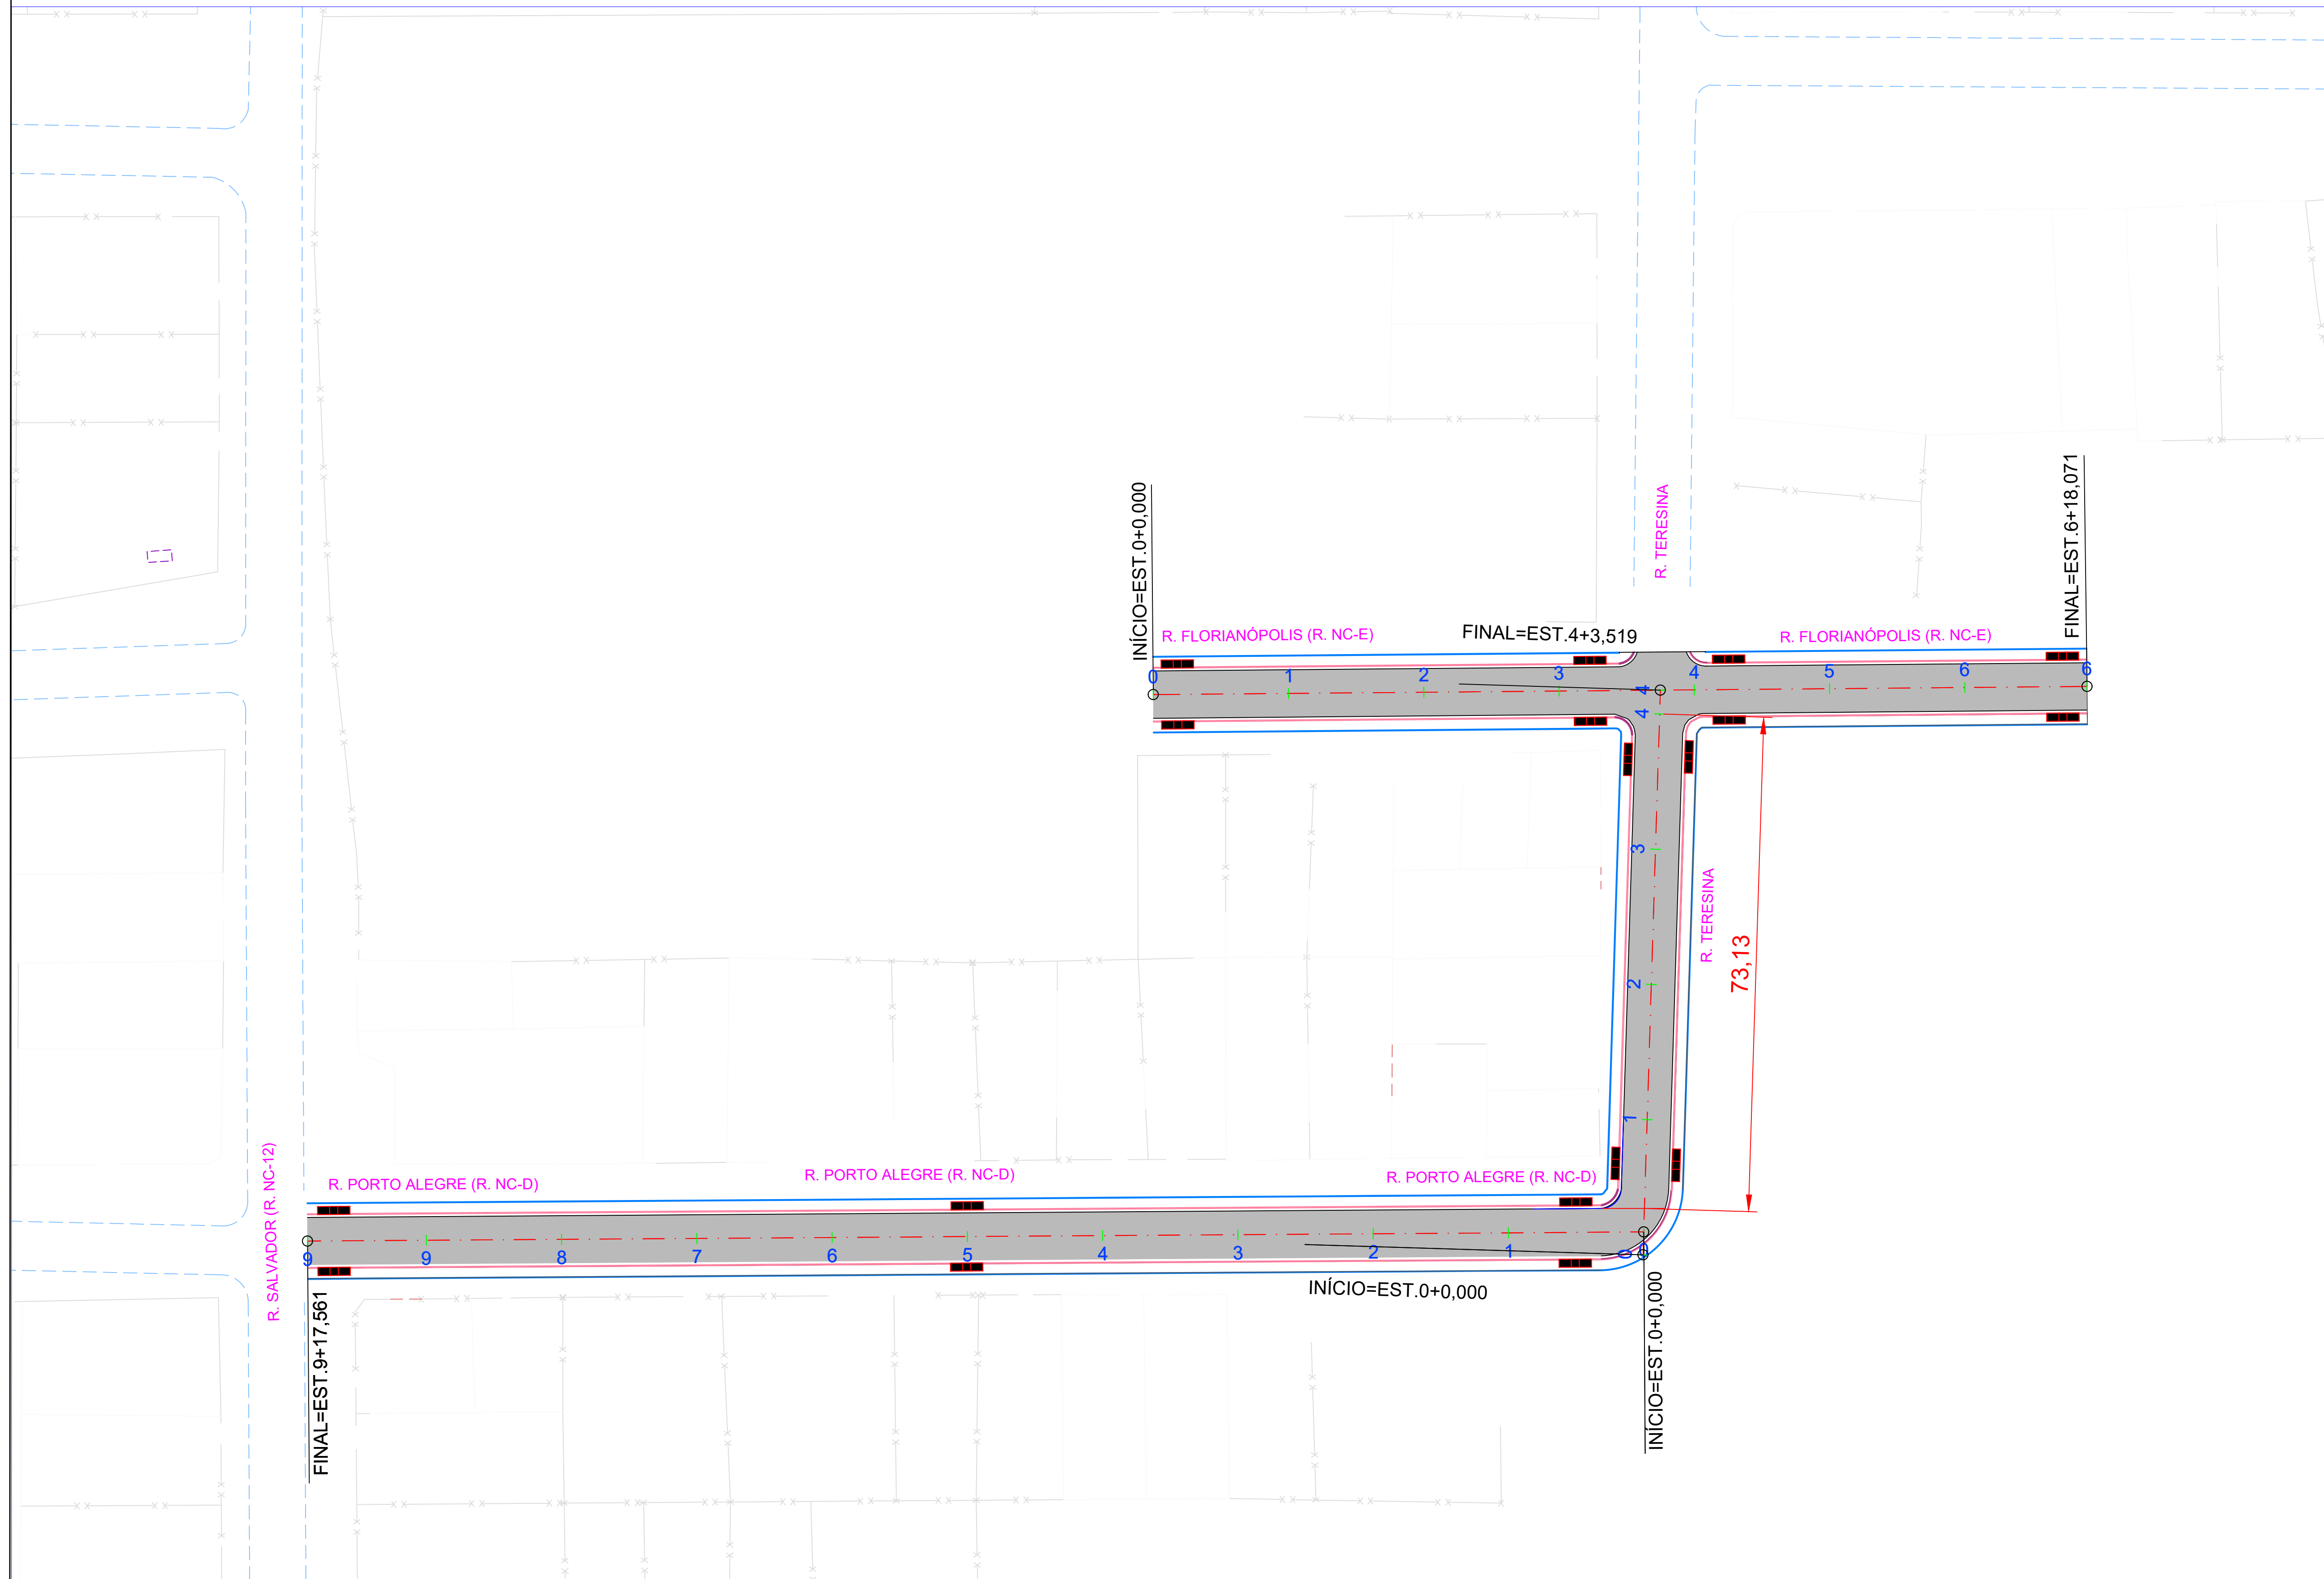 R. TERESINA
INÍCIO=EST.0+0,000
FINAL=EST.6+18,071
R. FLORIANÓPOLIS (R. NC-E)
FINAL=EST.4+3,519
R. FLORIANÓPOLIS (R. NC-E)
0
1
2
3
4
4
5
6
6
4
3
2
1
0
R. TERESINA
73,13
R. SALVADOR (R. NC-12)
R. PORTO ALEGRE (R. NC-D)
R. PORTO ALEGRE (R. NC-D)
R. PORTO ALEGRE (R. NC-D)
9
9
8
7
6
5
4
3
2
1
0
INÍCIO=EST.0+0,000
FINAL=EST.9+17,561
INÍCIO=EST.0+0,000